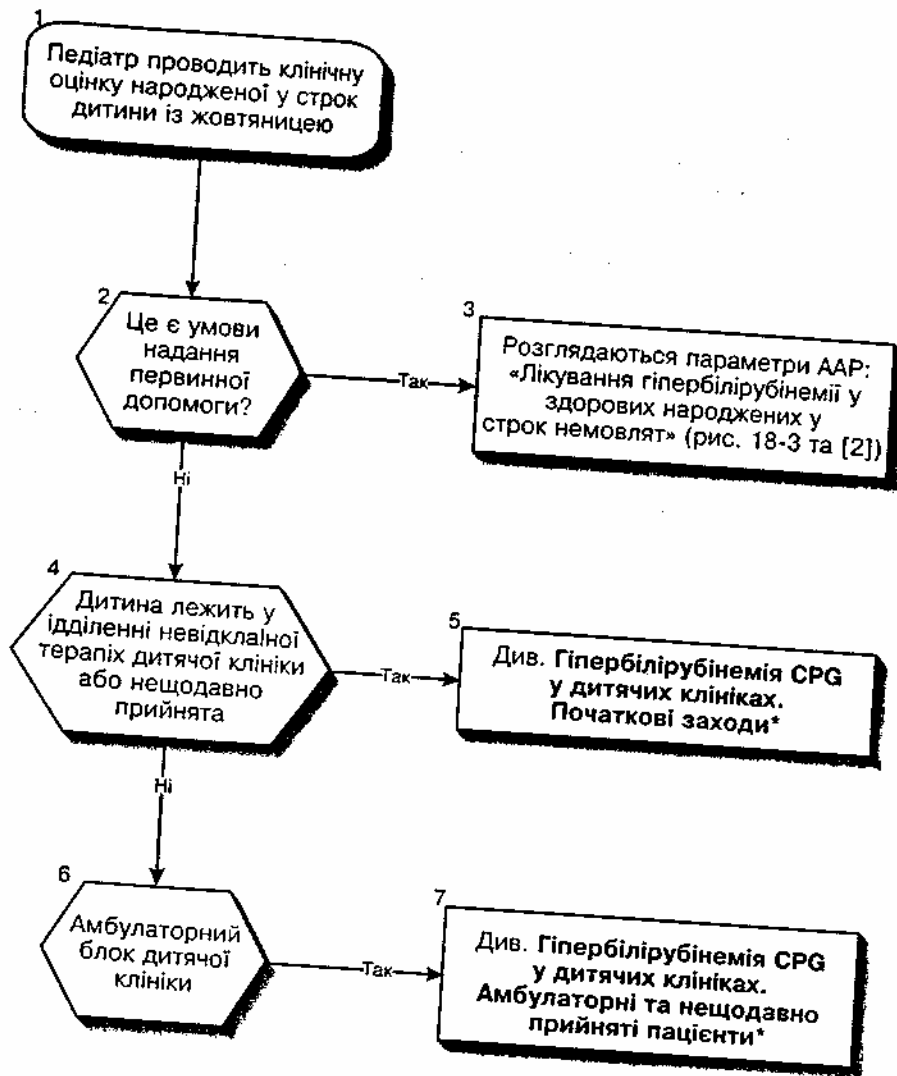 1
Педіатр проводить клінічну
оцінку народженої у строк
дитини із жовтяницею
2
Це є умови
надання
первинної
допомоги?
Так
3
Розглядаються параметри ААР:
«Лікування гіпербілірубінемії у
здорових народжених у
строк немовлят» (рис. 18-3 та [2])
Ні
4
Дитина лежить у
ідділенні невідклаІної
терапіх дитячої клініки
або нещодавно
прийнята
Так
5
Див. Гіпербілірубінемія CPG
у дитячих клініках.
Початкові заходи*
Ні
6
Амбулаторний
блок дитячої
клініки
Так
7
Див. Гіпербілірубінемія CPG
у дитячих клініках.
Амбулаторні та нещодавно
прийняті пацієнти*